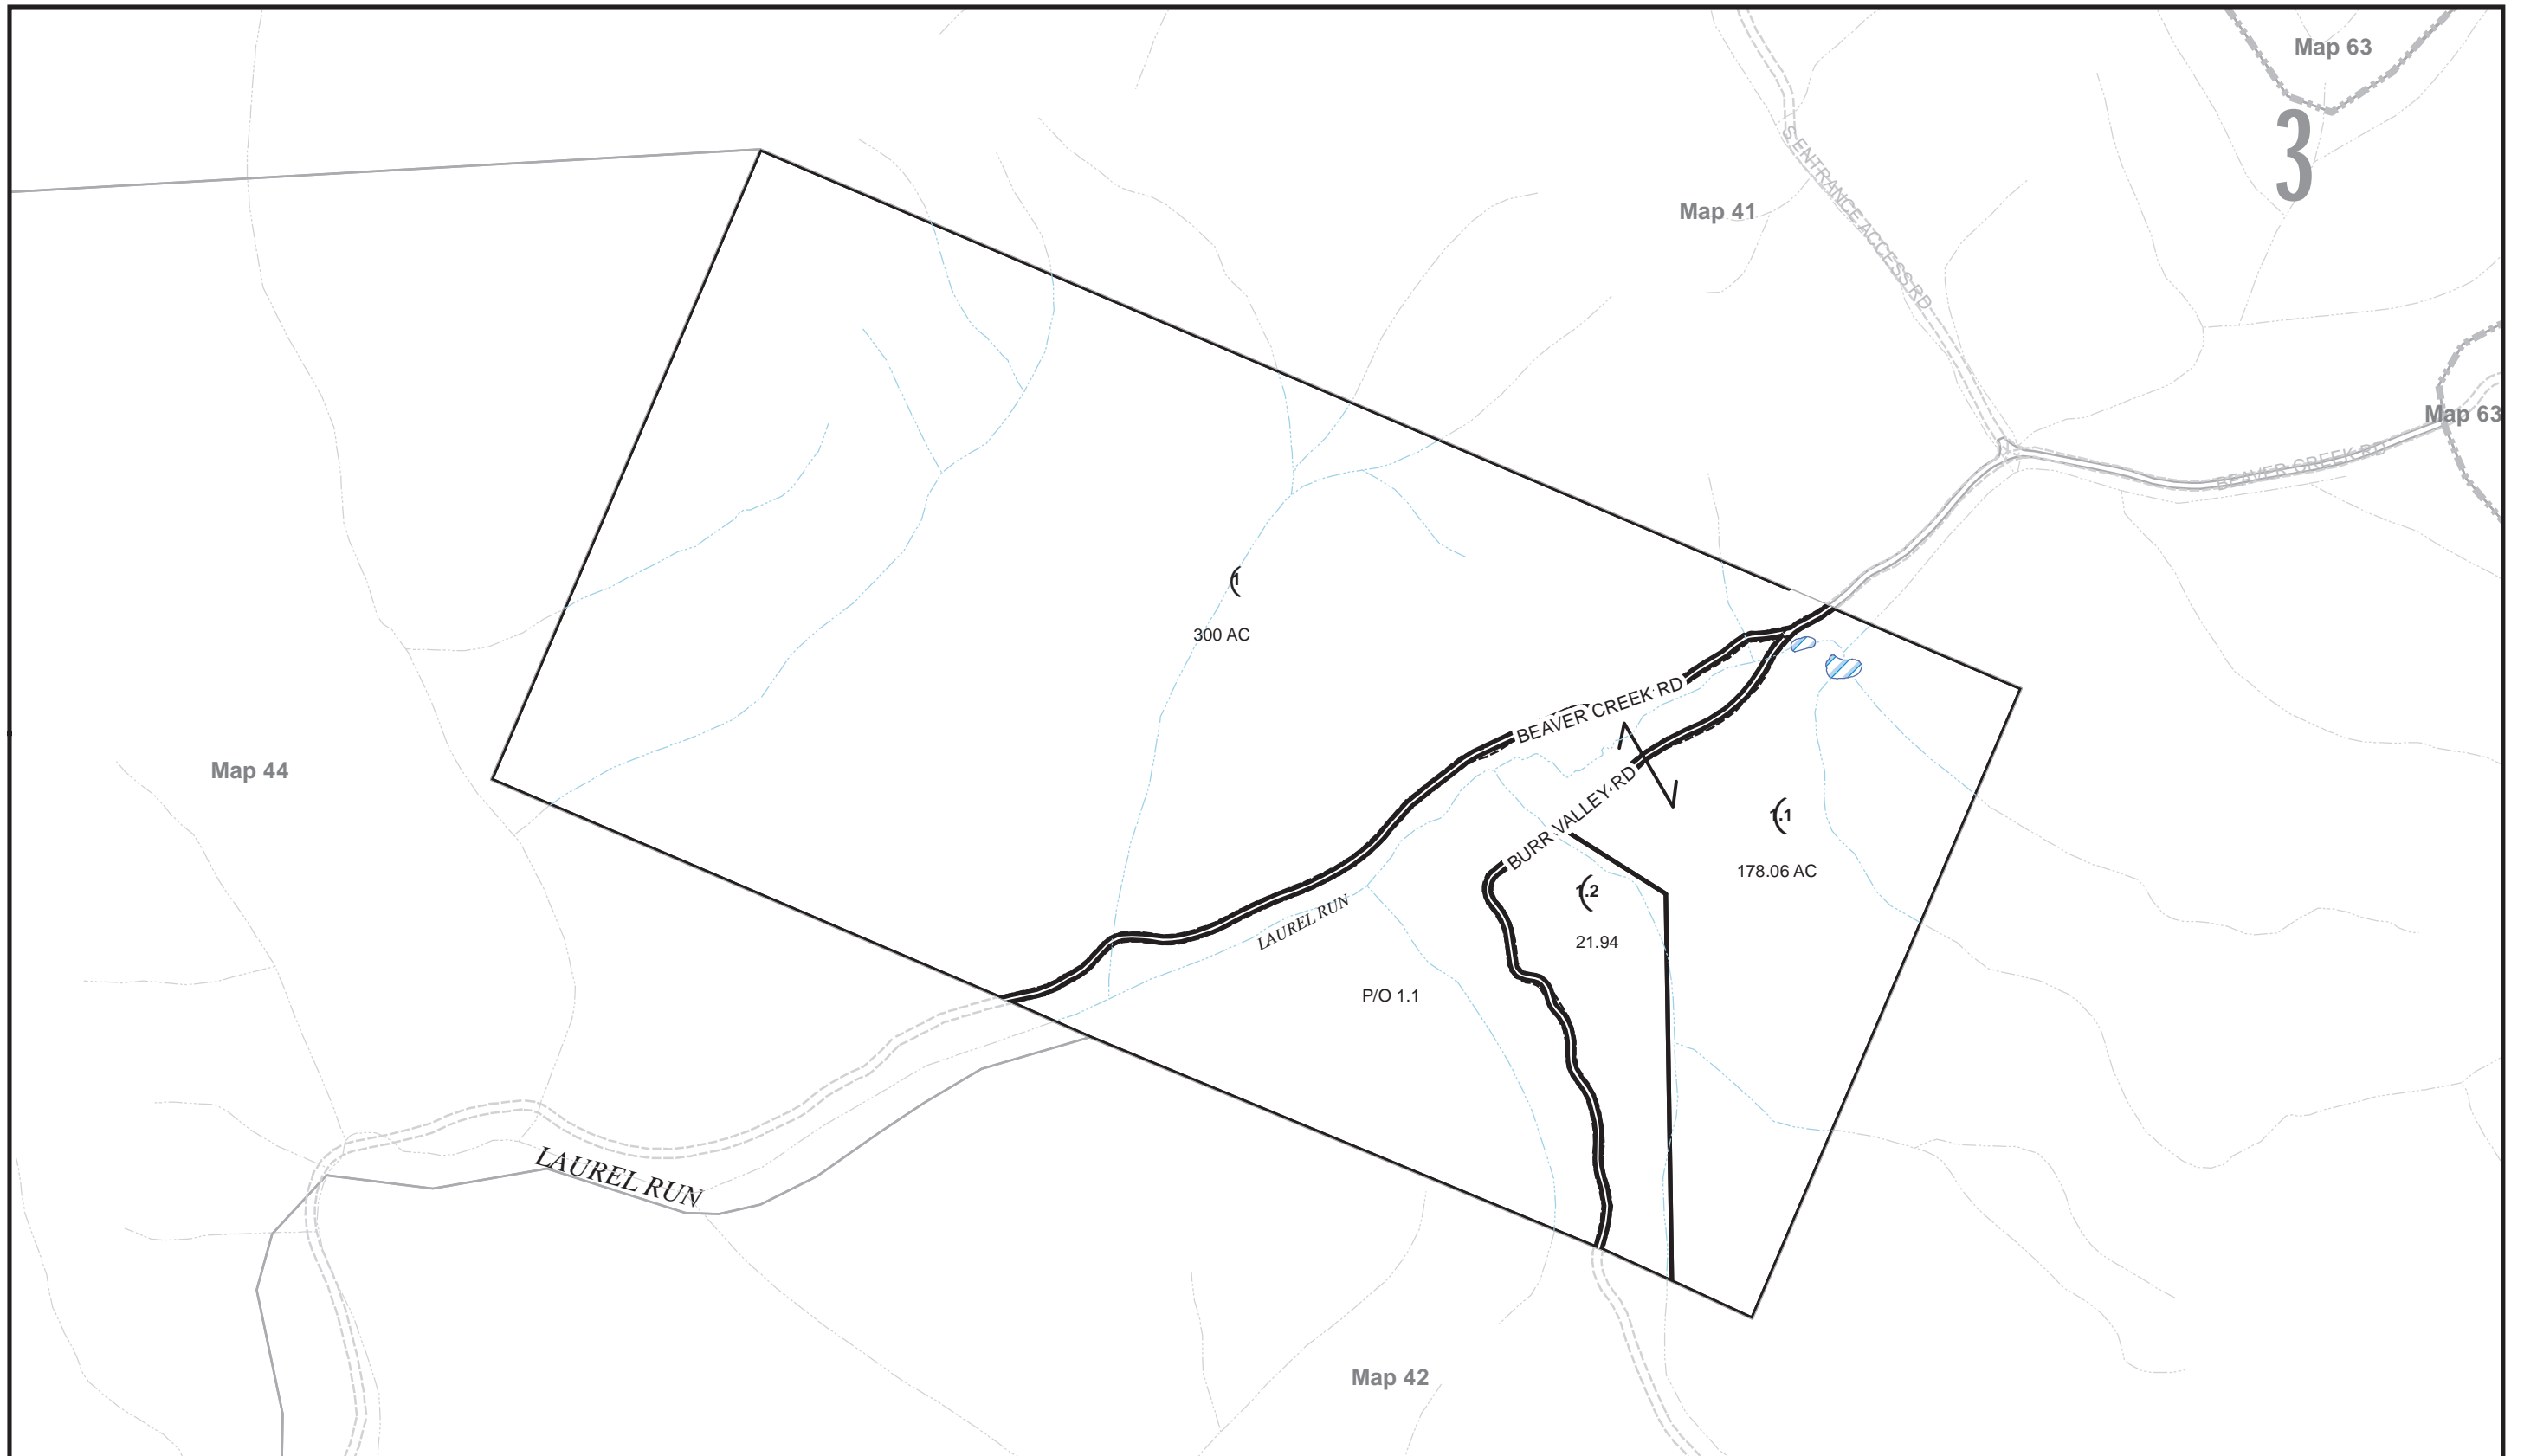 Map 63
3
S ENTRANCE ACCESS RD
Map 41
Map 63
BEAVER CREEK RD
1
300 AC
BEAVER CREEK RD
Map 44
BURR VALLEY RD
1.1
178.06 AC
1.2
21.94
LAUREL RUN
P/O 1.1
LAUREL RUN
Map 42